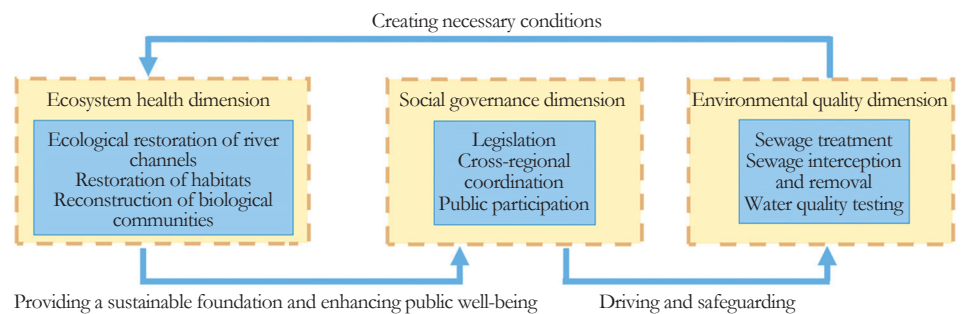 Creating necessary conditions
Ecosystem health dimension
Ecological restoration of river
channels
Restoration of habitats
Reconstruction of biological
communities
Social governance dimension
Legislation
Cross-regional
coordination
Public participation
Environmental quality dimension
Sewage treatment
Sewage interception
and removal
Water quality testing
Providing a sustainable foundation and enhancing public well-being
Driving and safeguarding